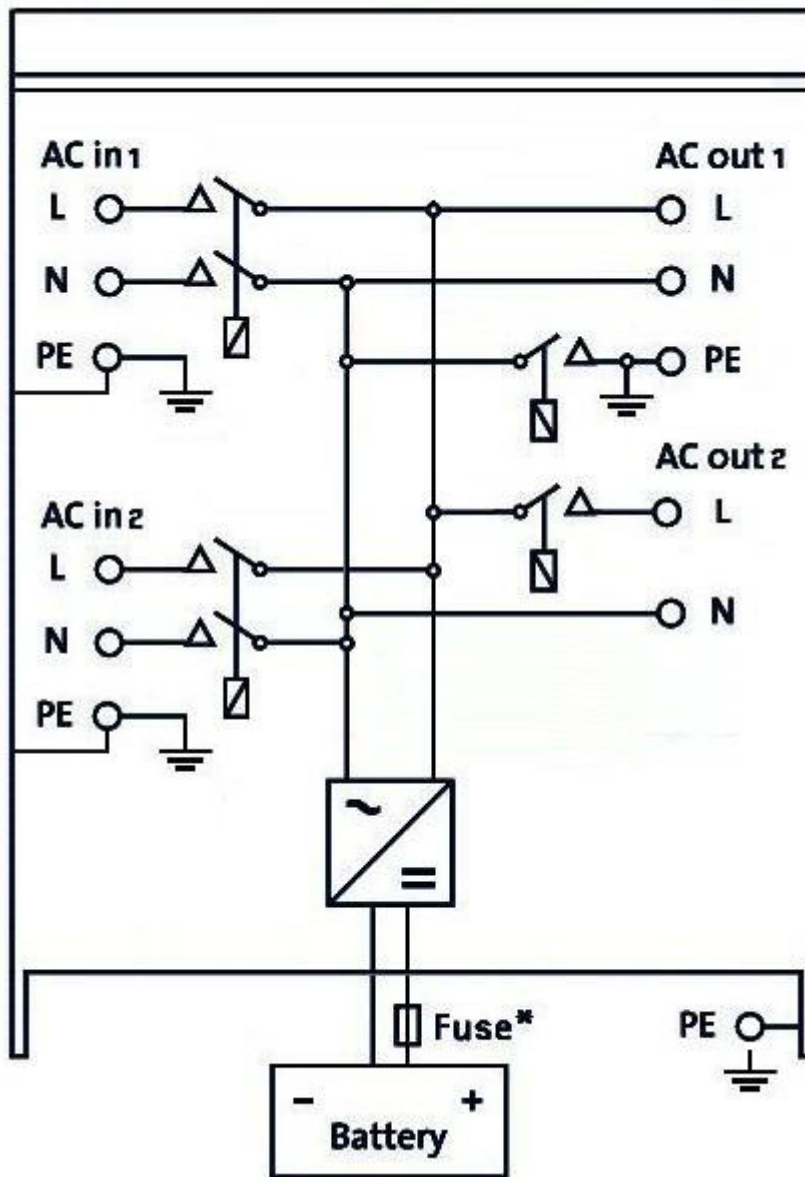 AC in 1
AC out 1
L
L
N
N
PE
PE
AC out 2
AC in 2
L
L
N
N
PE
Fuse*
PE
- +
Battery